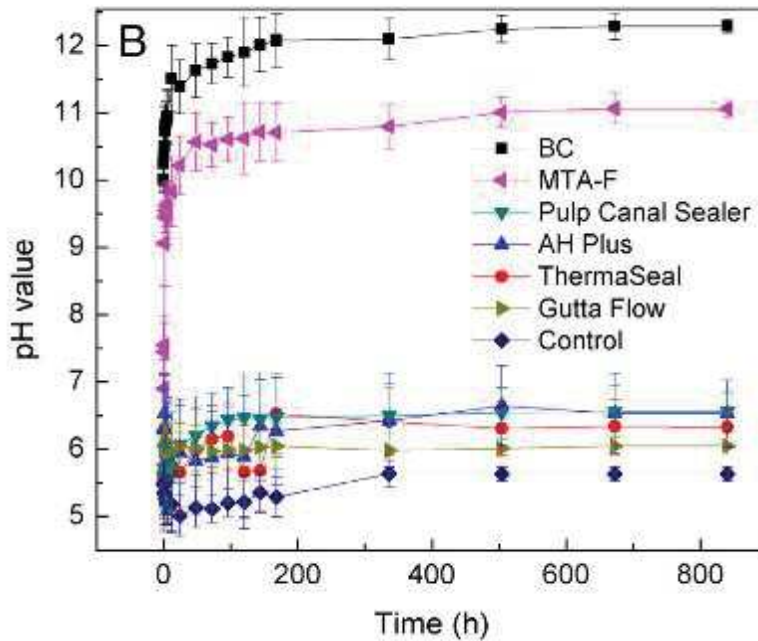 B
12
11
10
9
8
7
6
5
pH value
BC
MTA-F
Pulp Canal Sealer
AH Plus
ThermaSeal
Gutta Flow
Control
0 200 400 600 800
Time (h)